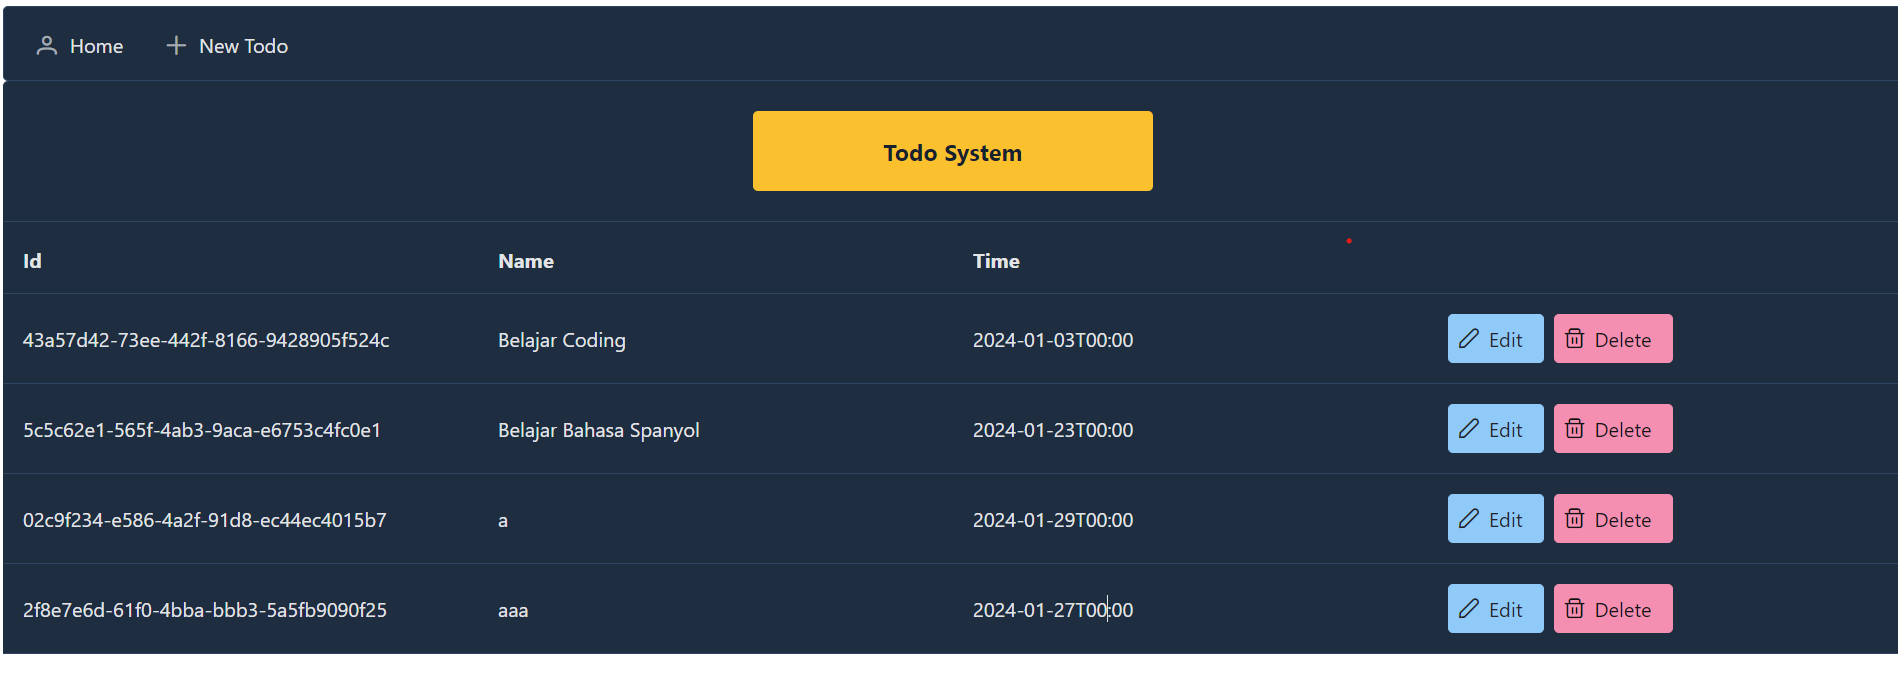 Home New Todo
Todo System
Id Name Time
43a57d42-73ee-442f-8166-9428905f524c Belajar Coding 2024-01-03T00:00 Edit Delete
5c5c62e1-565f-4ab3-9aca-e6753c4fc0e1 Belajar Bahasa Spanyol 2024-01-23T00:00 Edit Delete
02c9f234-e586-4a2f-91d8-ec44ec4015b7 a 2024-01-29T00:00 Edit Delete
2f8e7e6d-61f0-4bba-bbb3-5a5fb9090f25 aaa 2024-01-27T00:00 Edit Delete